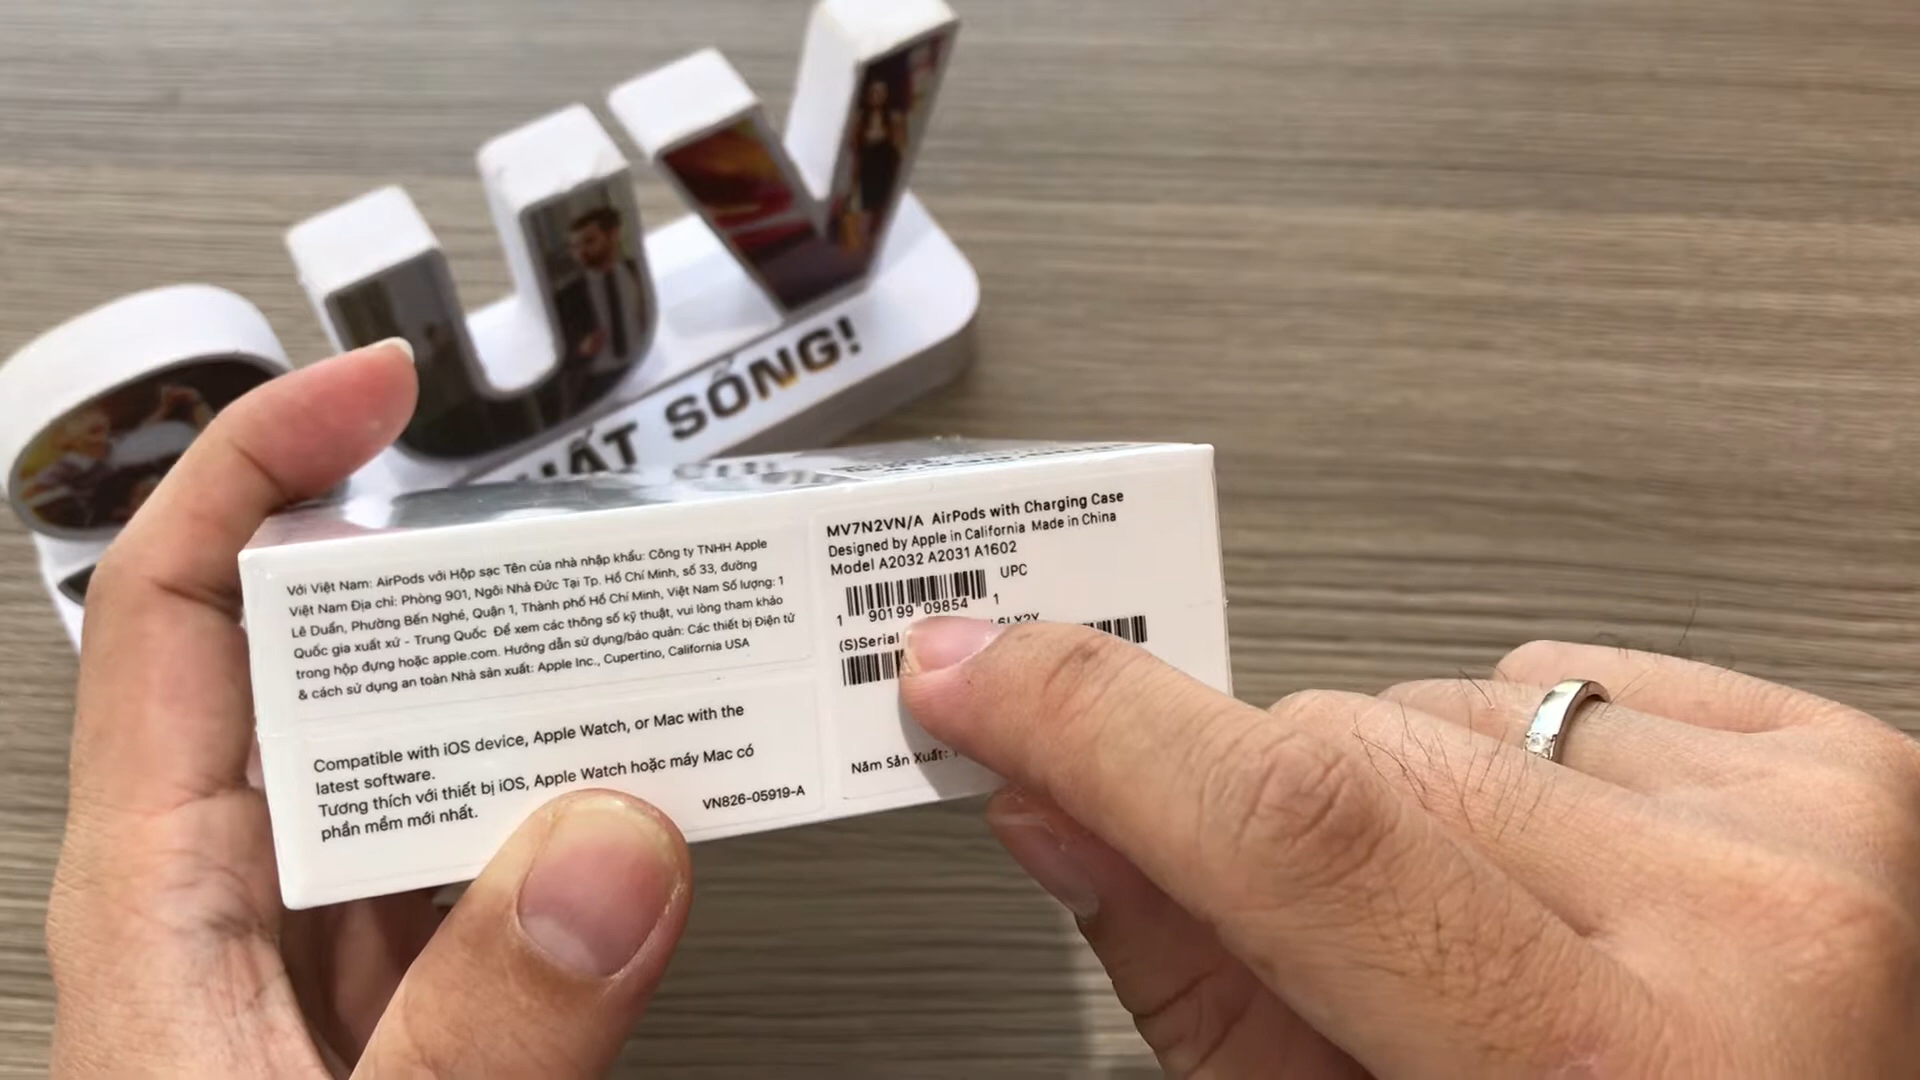 UV
ẤT SỐNG!
Với Việt Nam: AirPods với Hộp sạc Tên của nhà nhập khẩu: Công ty TNHH Apple
Việt Nam Địa chỉ: Phòng 901, Ngôi Nhà Đức Tại Tp. Hồ Chí Minh, số 33, đường
Lê Duẩn, Phường Bến Nghé, Quận 1, Thành phố Hồ Chí Minh, Việt Nam Số lượng: 1
Quốc gia xuất xứ - Trung Quốc Để xem các thông số kỹ thuật, vui lòng tham khảo
trong hộp đựng hoặc apple.com. Hướng dẫn sử dụng/bảo quản: Các thiết bị Điện tử
& cách sử dụng an toàn Nhà sản xuất: Apple Inc., Cupertino, California USA
Compatible with iOS device, Apple Watch, or Mac with the
latest software.
Tương thích với thiết bị iOS, Apple Watch hoặc máy Mac có
phần mềm mới nhất.
VN826-05919-A
MV7N2VN/A AirPods with Charging Case
Designed by Apple in California Made in China
Model A2032 A2031 A1602
UPC
1 90199 09854 1
(S)Serial
Năm Sản Xuất: